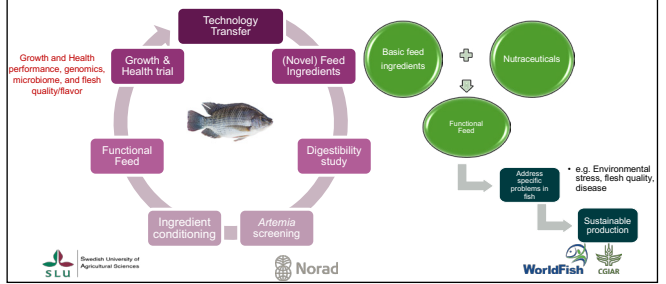 Technology
Transfer
Growth and Health
performance, genomics,
microbiome, and flesh
quality/flavor
Growth &
Health trial
(Novel) Feed
Ingredients
Functional
Feed
Digestibility
study
Ingredient
conditioning
Artemia
screening
Basic feed
ingredients
Nutraceuticals
Functional
Feed
Address
specific
problems in
fish
• e.g. Environmental
stress, flesh quality,
disease
Sustainable
production
SLU
Swedish University of
Agricultural Sciences
Norad
WorldFish
CGIAR